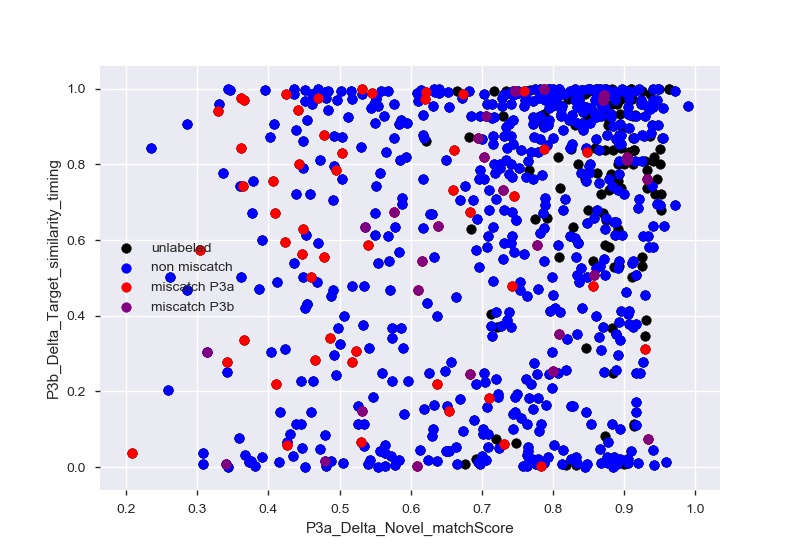 1.0
0.8
0.6
0.4
0.2
0.0
P3b_Delta_Target_similarity_timing
unlabeled
non miscatch
miscatch P3a
miscatch P3b
0.2 0.3 0.4 0.5 0.6 0.7 0.8 0.9 1.0
P3a_Delta_Novel_matchScore